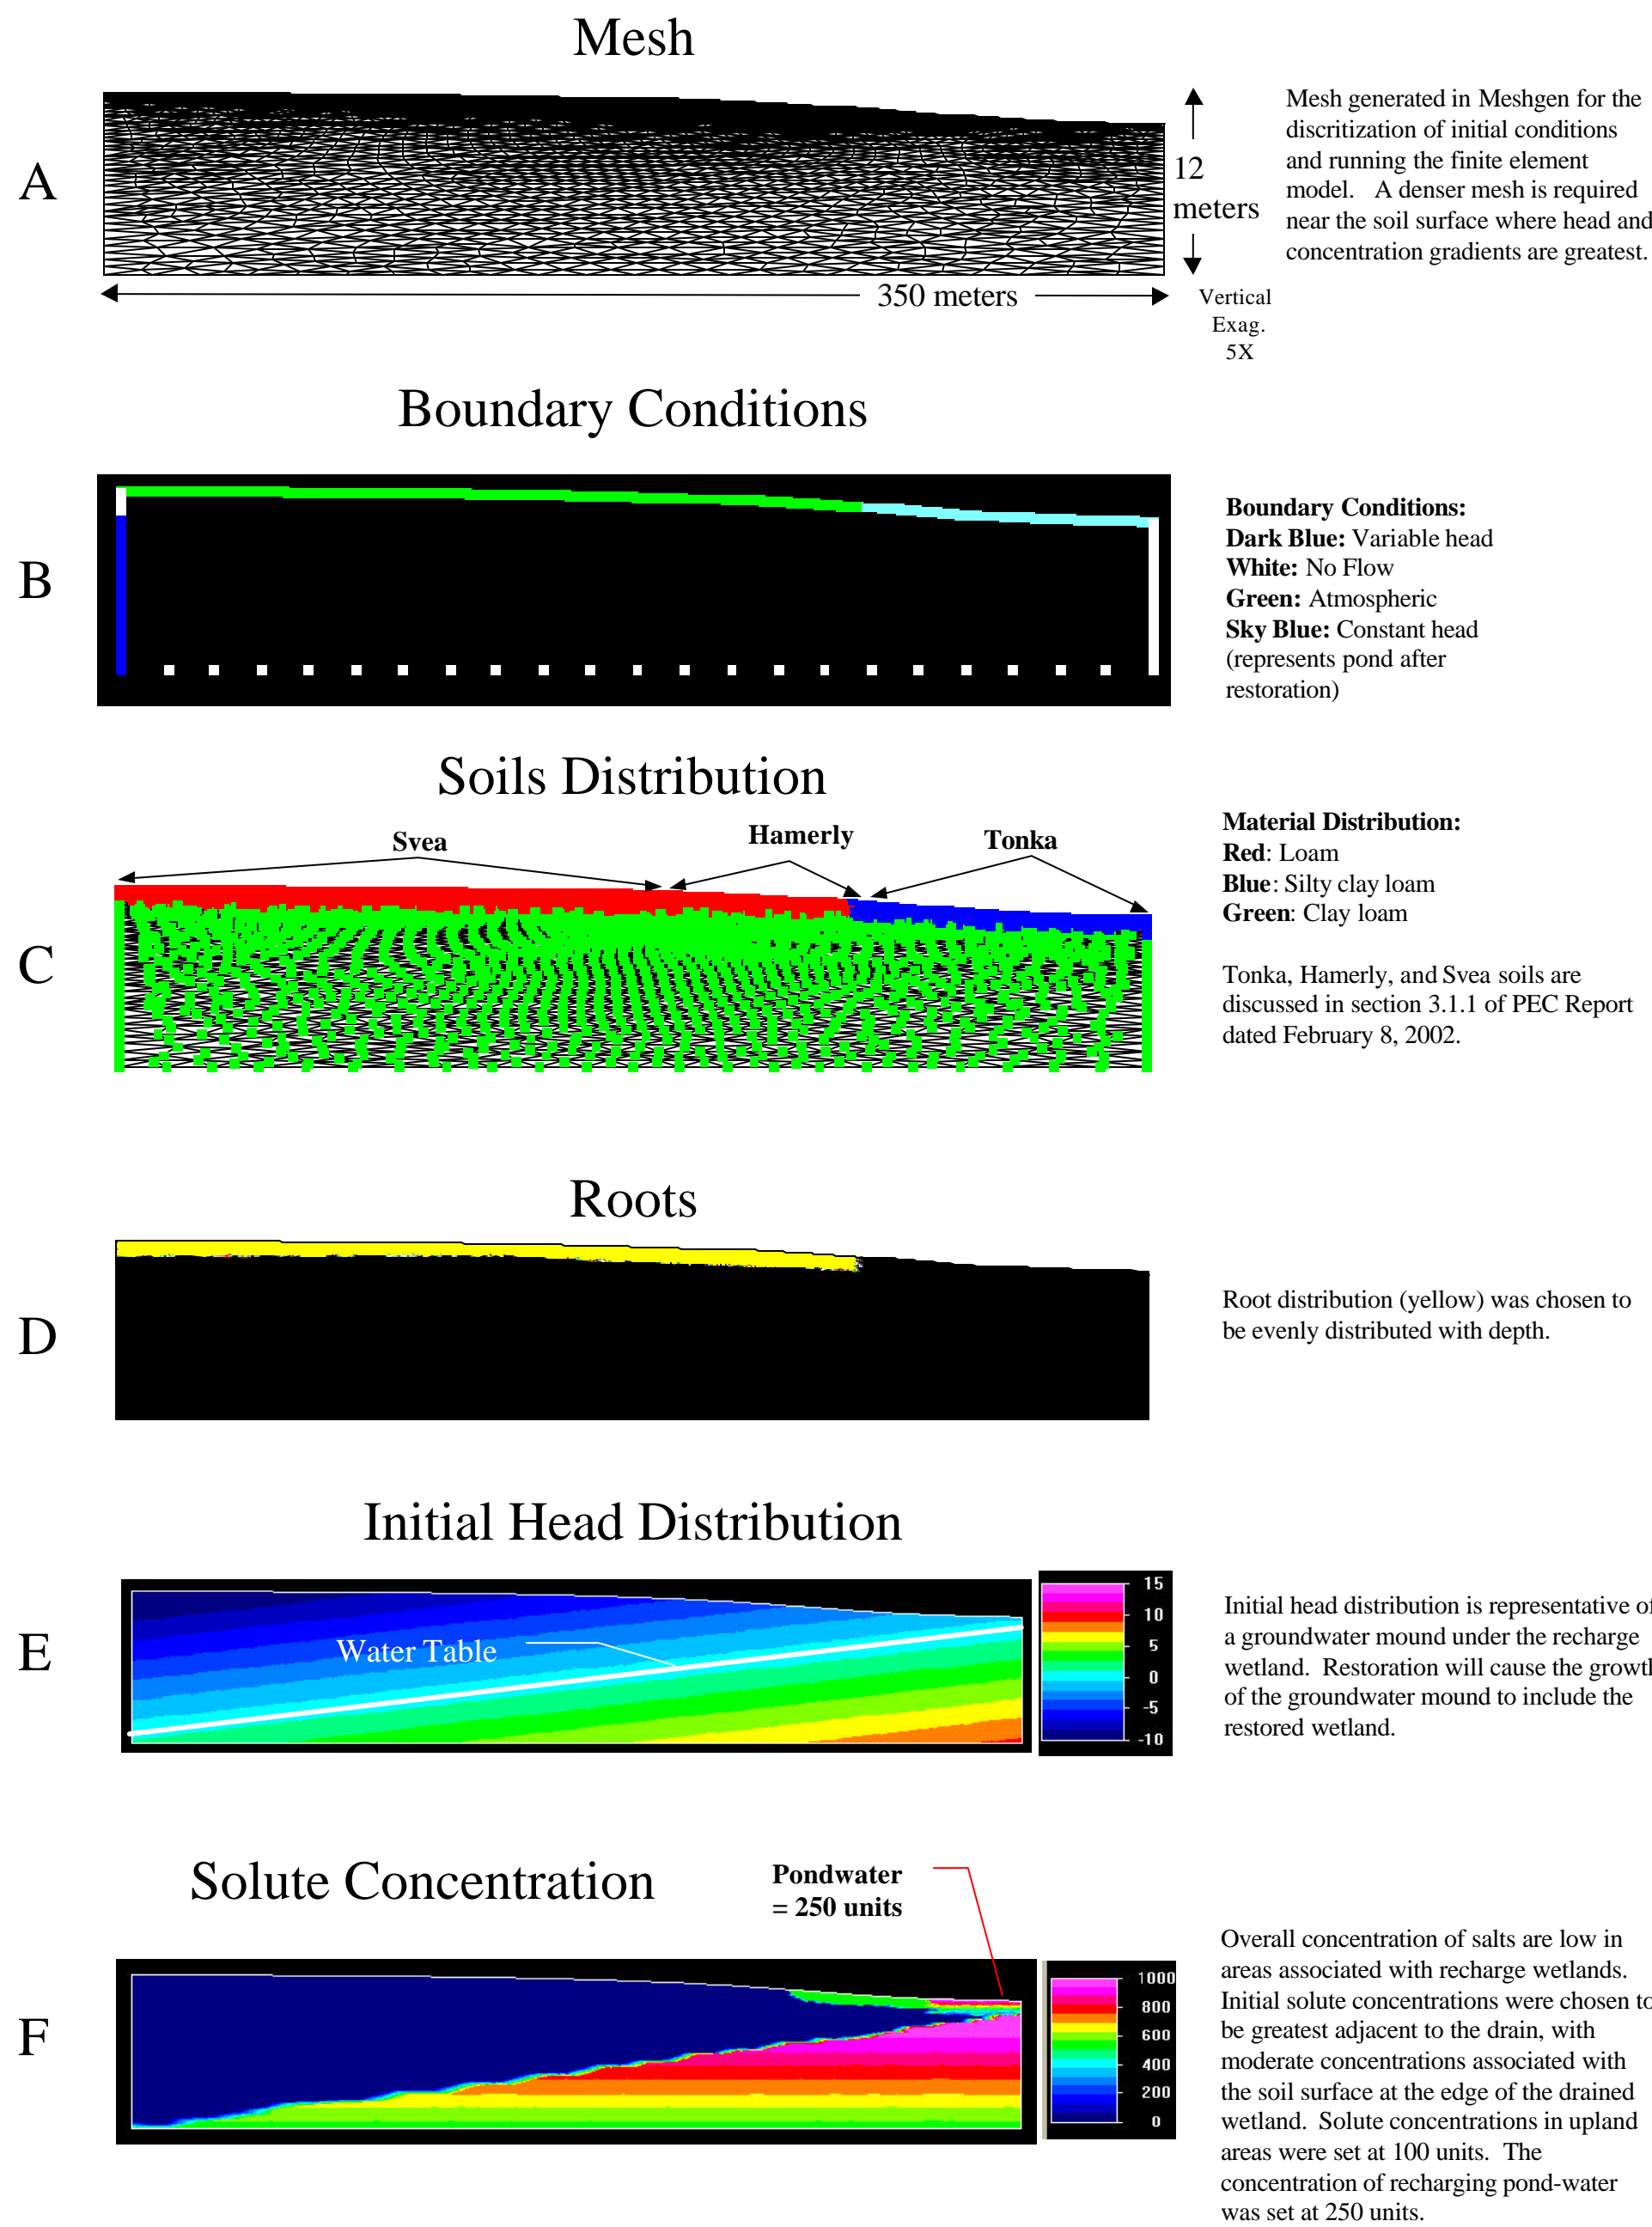 Mesh
A
12
meters
350 meters
Vertical
Exag.
5X
Mesh generated in Meshgen for the
discritization of initial conditions
and running the finite element
model. A denser mesh is required
near the soil surface where head and
concentration gradients are greatest.
Boundary Conditions
B
Boundary Conditions:
Dark Blue: Variable head
White: No Flow
Green: Atmospheric
Sky Blue: Constant head
(represents pond after
restoration)
Soils Distribution
Svea
Hamerly
Tonka
C
Material Distribution:
Red: Loam
Blue: Silty clay loam
Green: Clay loam
Tonka, Hamerly, and Svea soils are
discussed in section 3.1.1 of PEC Report
dated February 8, 2002.
Roots
D
Root distribution (yellow) was chosen to
be evenly distributed with depth.
Initial Head Distribution
E
Water Table
15
10
5
0
-5
-10
Initial head distribution is representative of
a groundwater mound under the recharge
wetland. Restoration will cause the growth
of the groundwater mound to include the
restored wetland.
Solute Concentration
Pondwater
= 250 units
F
1000
800
600
400
200
0
Overall concentration of salts are low in
areas associated with recharge wetlands.
Initial solute concentrations were chosen to
be greatest adjacent to the drain, with
moderate concentrations associated with
the soil surface at the edge of the drained
wetland. Solute concentrations in upland
areas were set at 100 units. The
concentration of recharging pond-water
was set at 250 units.